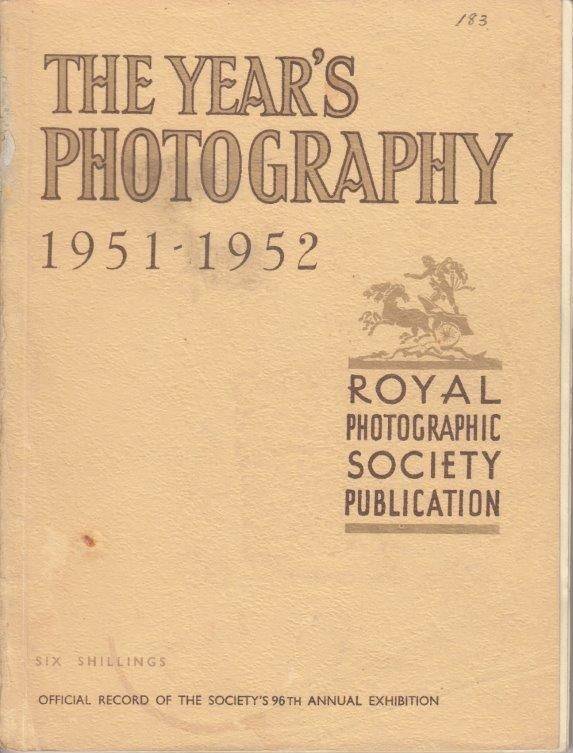 183
THE YEAR'S
PHOTOGRAPHY
1951-1952
ROYAL
PHOTOGRAPHIC
SOCIETY
PUBLICATION
SIX SHILLINGS
OFFICIAL RECORD OF THE SOCIETY'S 96TH ANNUAL EXHIBITION